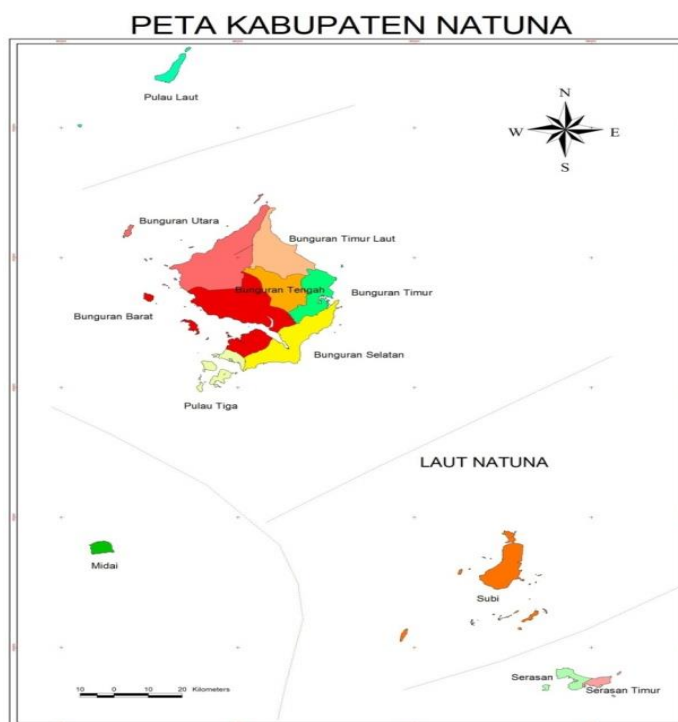 PETA KABUPATEN NATUNA
Pulau Laut
N
W E
S
Bunguran Utara
Bunguran Timur Laut
Bunguran Tengah
Bunguran Timur
Bunguran Barat
Bunguran Selatan
Pulau Tiga
LAUT NATUNA
Midai
Subi
Serasan
Serasan Timur
10 0 10 20 Kilometers